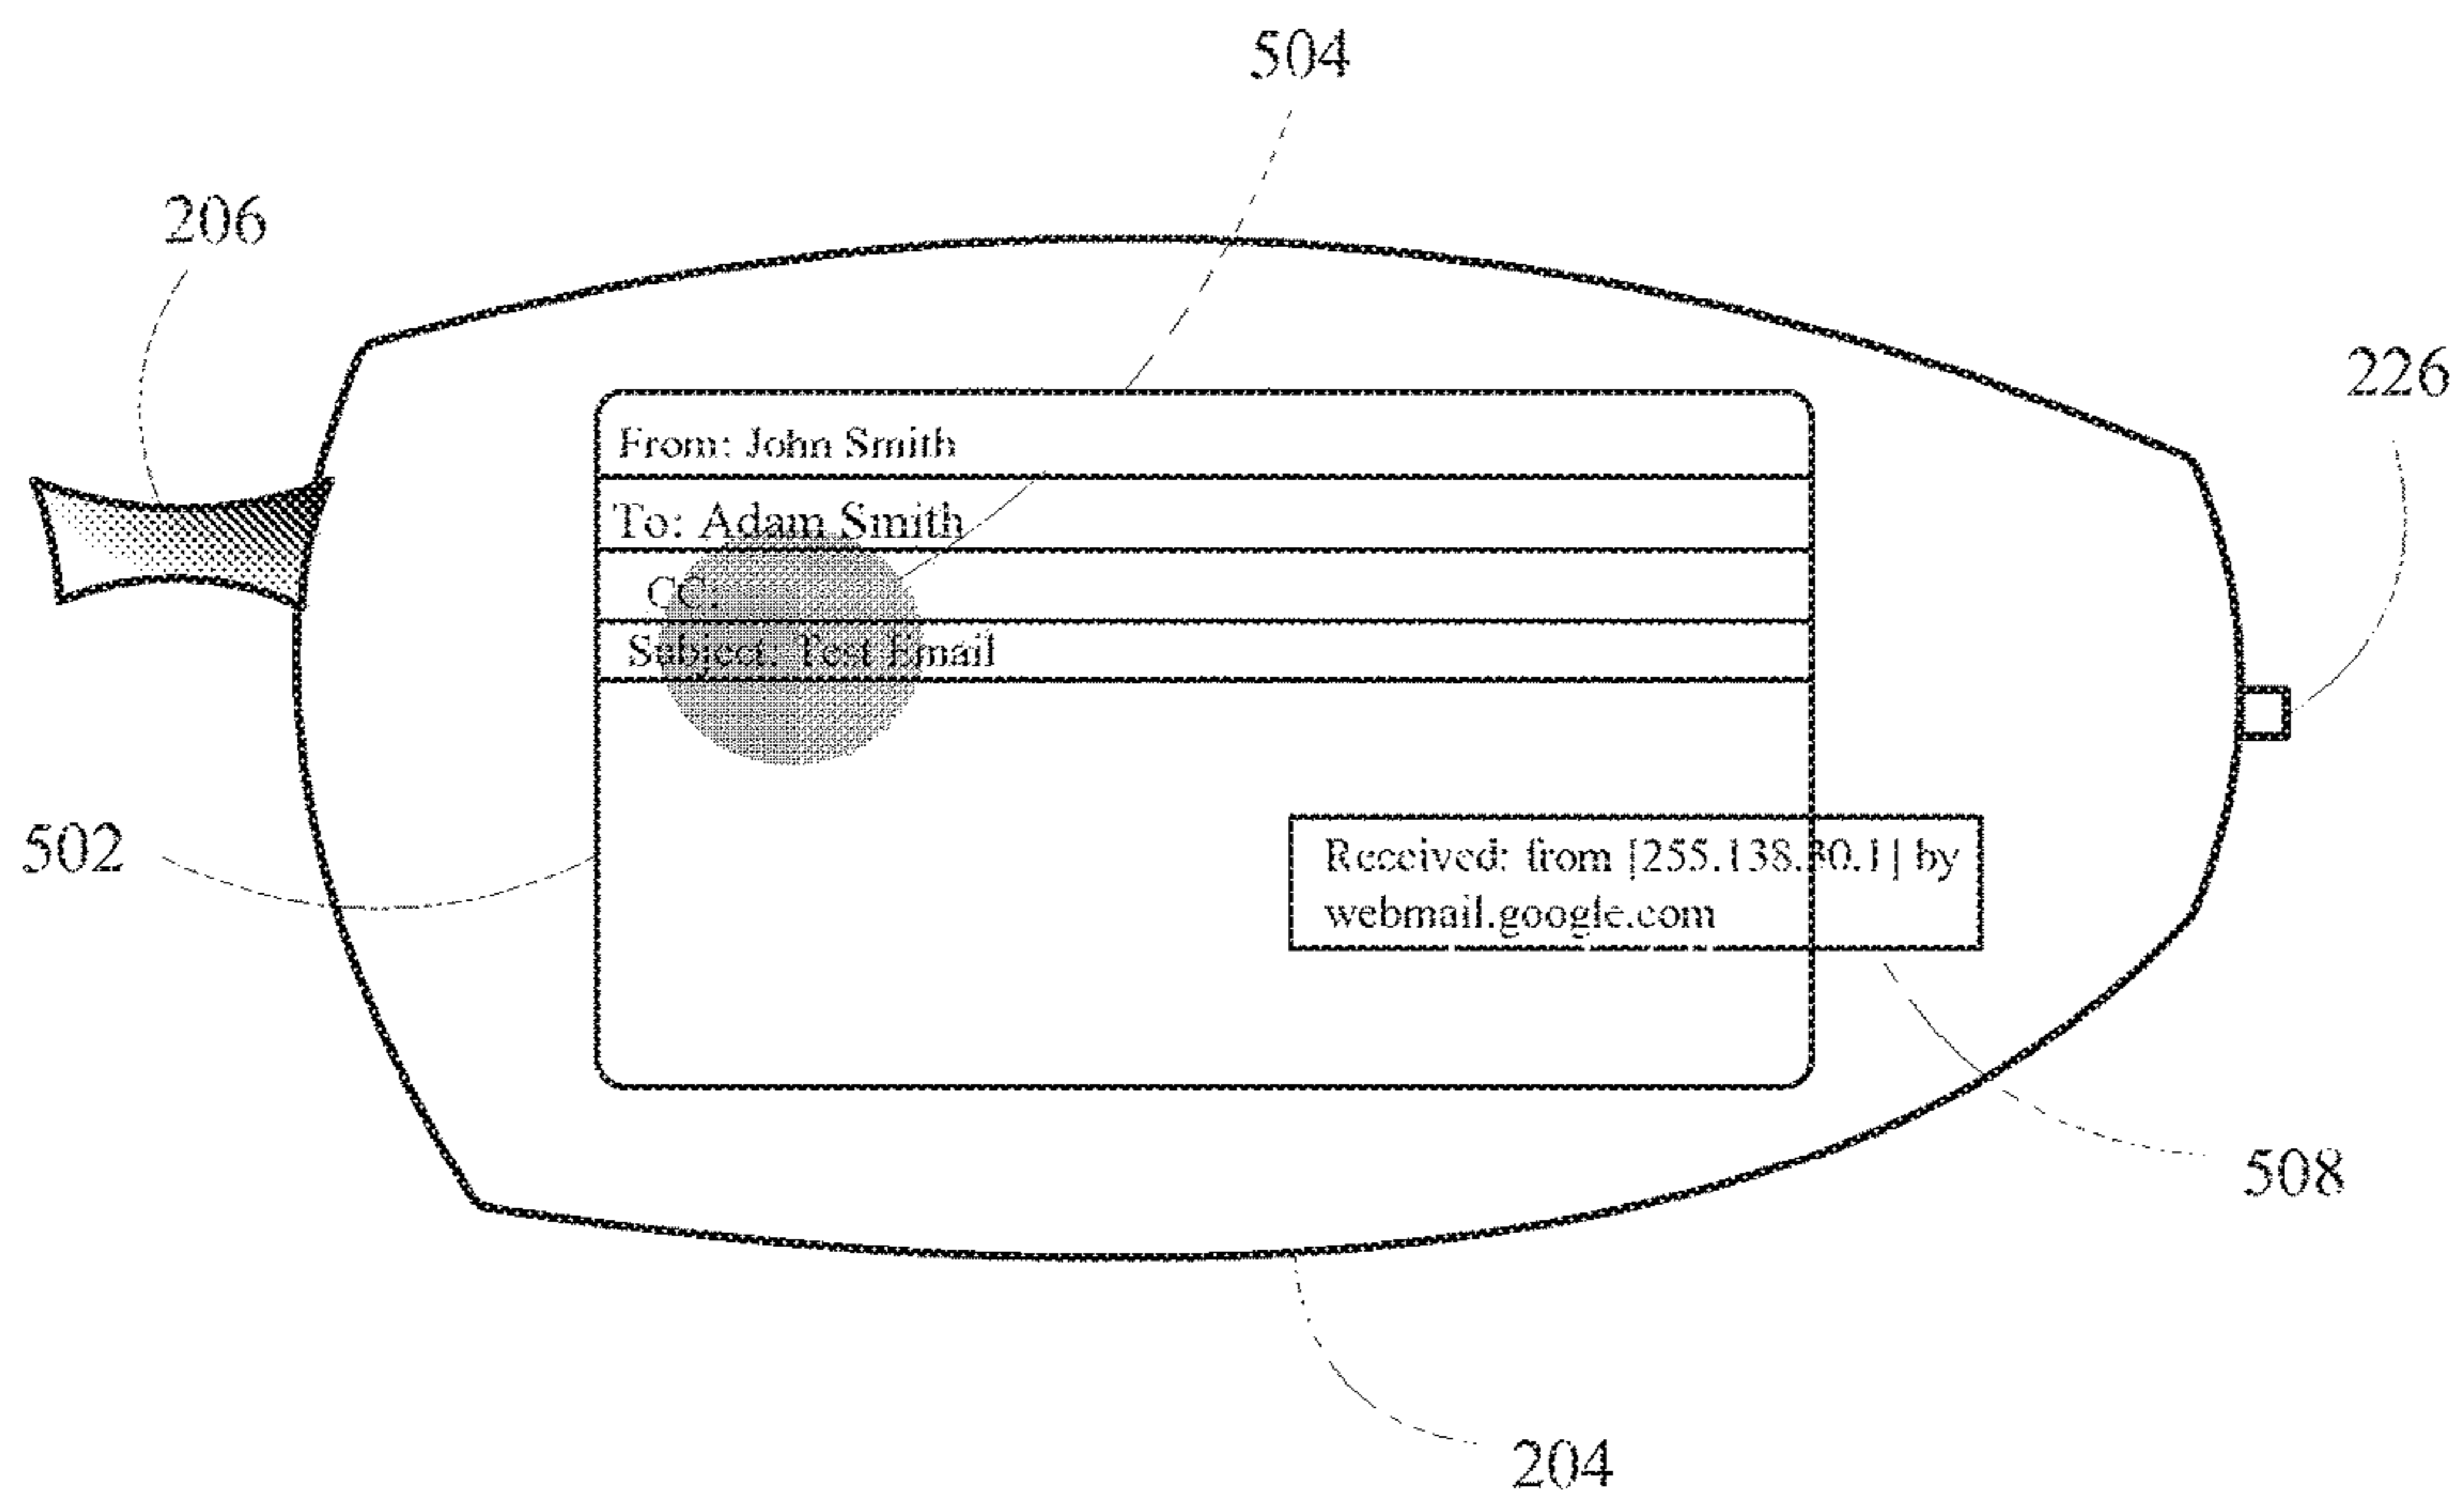 504
206
226
From: John Smith
To: Adam Smith
CC:
Subject: Test Email
502
Received: from [255.138.30.1] by
webmail.google.com
508
204